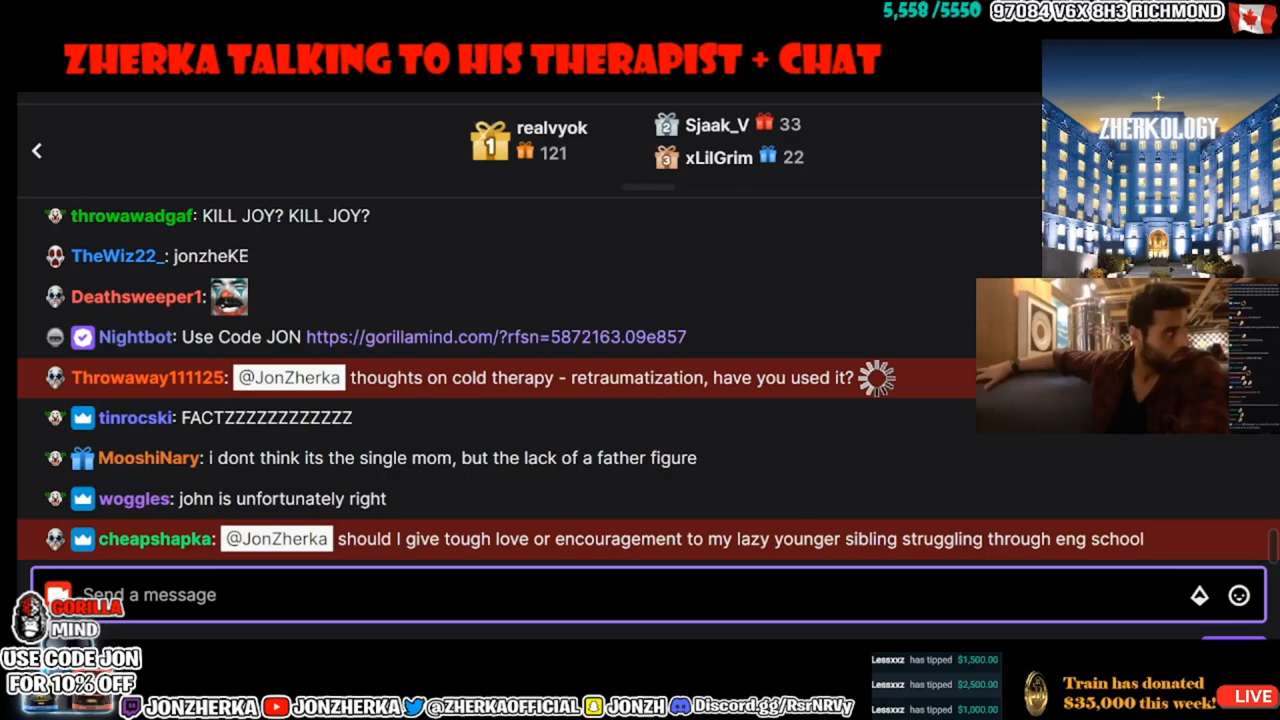 5,558 /5550
97084 V6X 8H3 RICHMOND
ZHERKA TALKING TO HIS THERAPIST + CHAT
ZHERKOLOGY
1 realvyok
121
2 Sjaak_V 33
3 xLilGrim 22
throwawadgaf: KILL JOY? KILL JOY?
TheWiz22_: jonzheKE
Deathsweeper1:
Nightbot: Use Code JON https://gorillamind.com/?rfsn=5872163.09e857
Throwaway111125: @JonZherka thoughts on cold therapy - retraumatization, have you used it?
tinrocski: FACTZZZZZZZZZZZ
MooshiNary: i dont think its the single mom, but the lack of a father figure
woggles: john is unfortunately right
cheapshapka: @JonZherka should I give tough love or encouragement to my lazy younger sibling struggling through eng school
Send a message
GORILLA
MIND
USE CODE JON
FOR 10% OFF
JONZHERKA JONZHERKA @ZHERKAOFFICIAL JONZH Discord.gg/RsrNRVy
Lessxxz has tipped $1,500.00
Lessxxz has tipped $2,500.00
Lessxxz has tipped $1,000.00
Train has donated
$35,000 this week!
LIVE